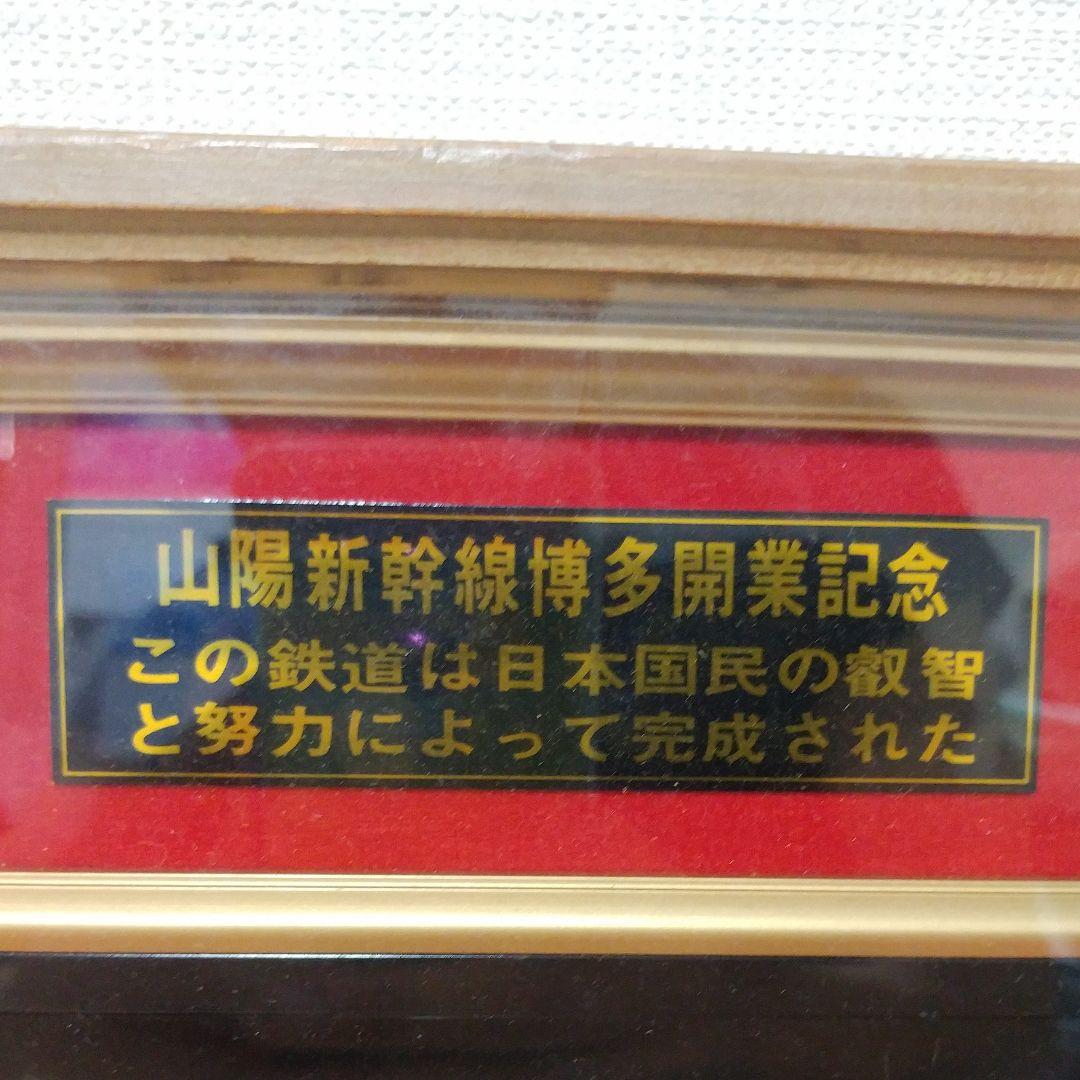 山陽新幹線博多開業記念
この鉄道は日本国民の叡智
と努力によって完成された